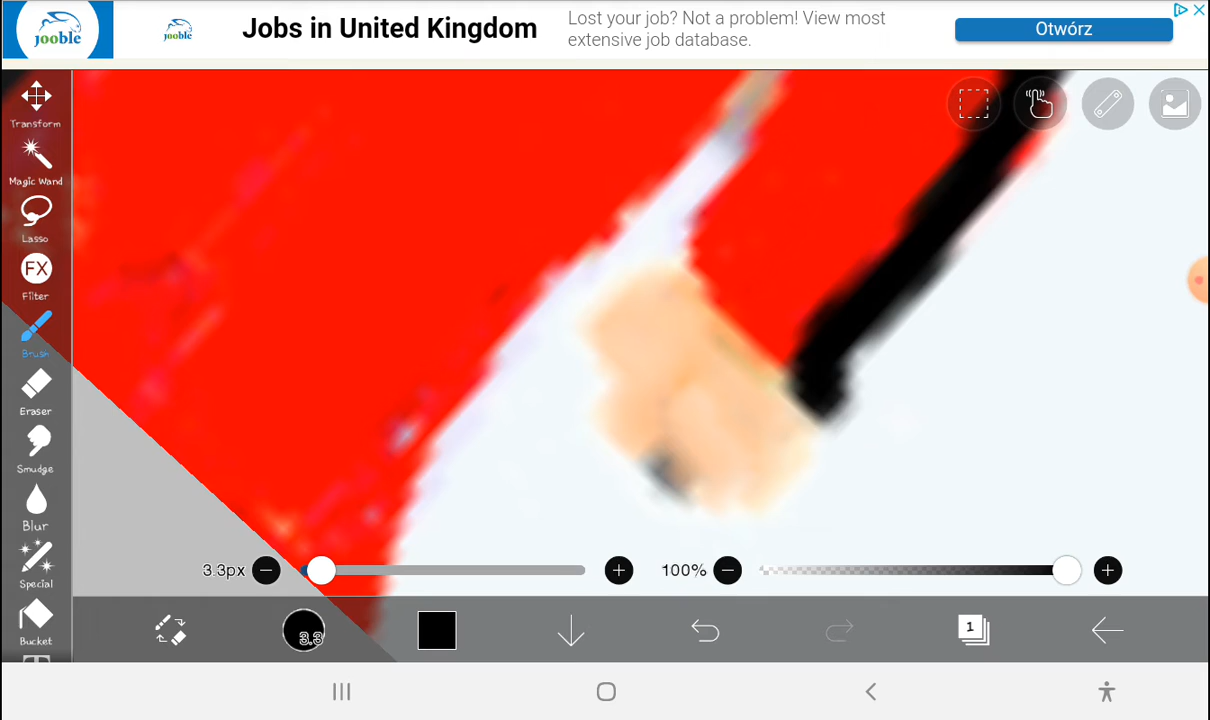 jooble
jooble
Jobs in United Kingdom
Lost your job? Not a problem! View most
extensive job database.
Otwórz
Transform
Magic Wand
Lasso
FX
Filter
Brush
Eraser
Smudge
Blur
Special
Bucket
3.3px
100%
3.3
1